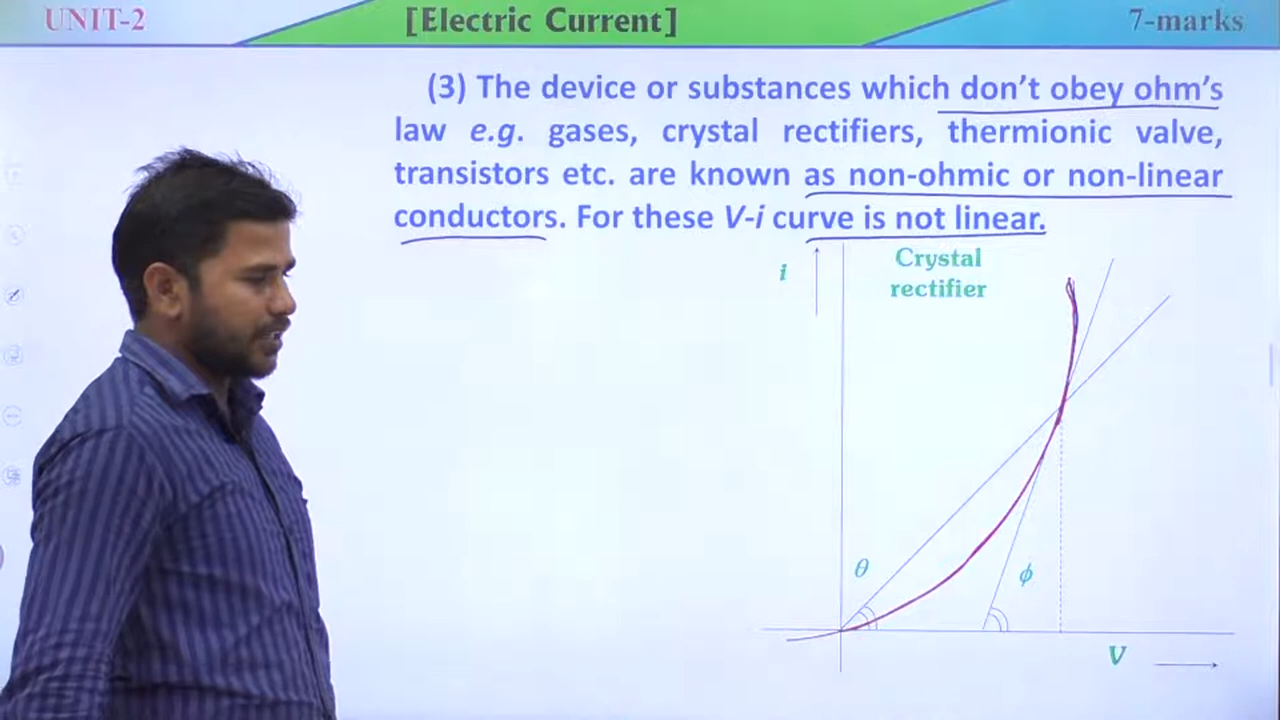 UNIT-2
[Electric Current]
7-marks
(3) The device or substances which don't obey ohm's
law e.g. gases, crystal rectifiers, thermionic valve,
transistors etc. are known as non-ohmic or non-linear
conductors. For these V-i curve is not linear.
i
Crystal
rectifier
θ
ϕ
V